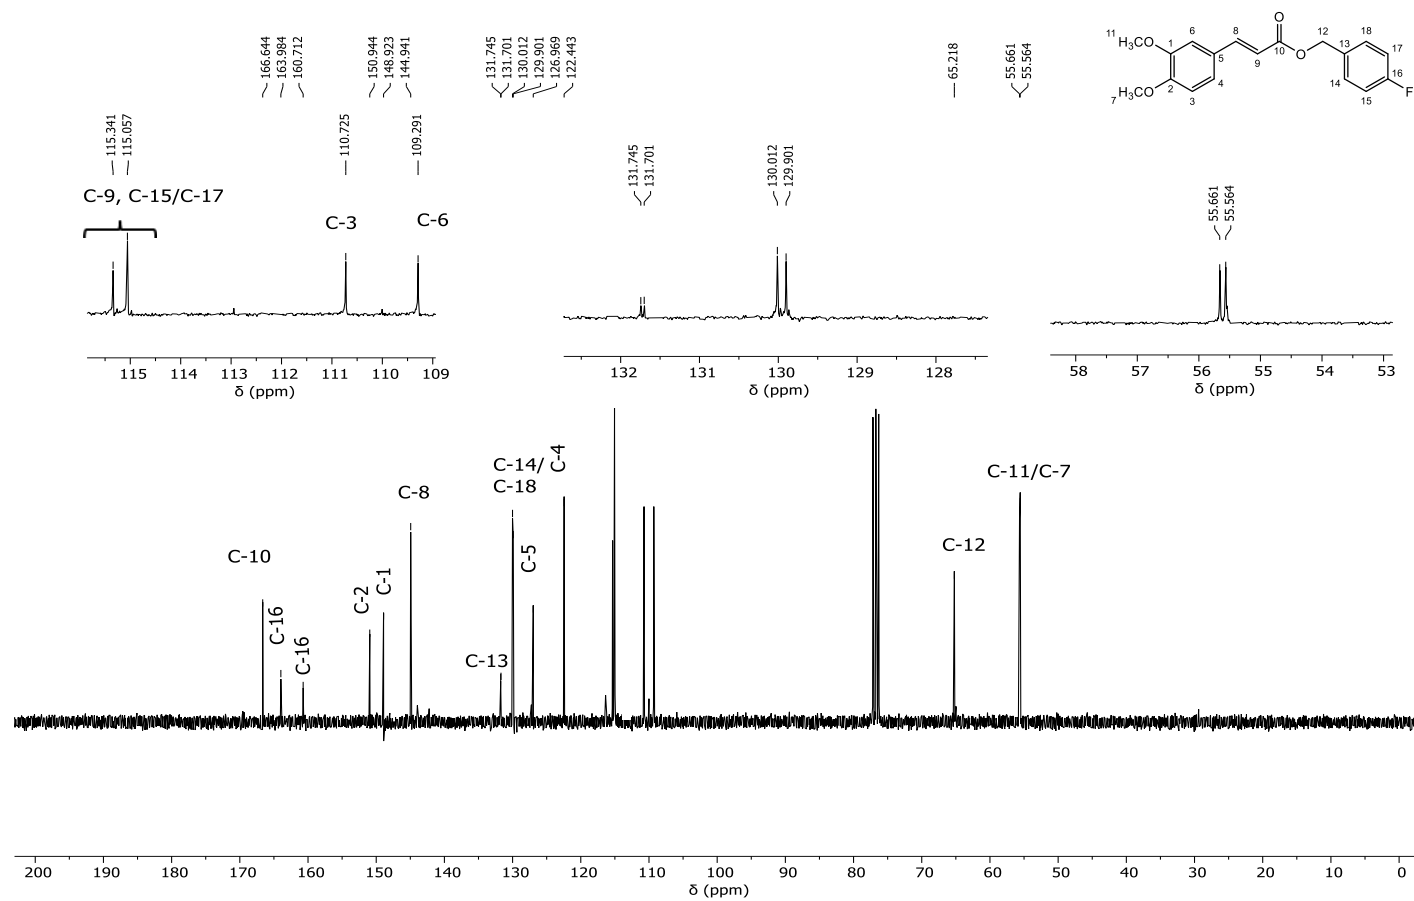 166.644
163.984
160.712
150.944
148.923
144.941
131.745
131.701
130.012
129.901
126.969
122.443
65.218
55.661
55.564
O
H₃CO
H₃CO
O
F
11
7
1
2
3
4
5
6
8
9
10
12
13
14
15
16
17
18
115.341
115.057
110.725
109.291
C-9, C-15/C-17
C-3
C-6
115 114 113 112 111 110 109
δ (ppm)
131.745
131.701
130.012
129.901
132 131 130 129 128
δ (ppm)
55.661
55.564
58 57 56 55 54 53
δ (ppm)
C-10
C-16
C-16
C-2
C-1
C-8
C-13
C-14/
C-18
C-5
C-4
C-12
C-11/C-7
200 190 180 170 160 150 140 130 120 110 100 90 80 70 60 50 40 30 20 10 0
δ (ppm)